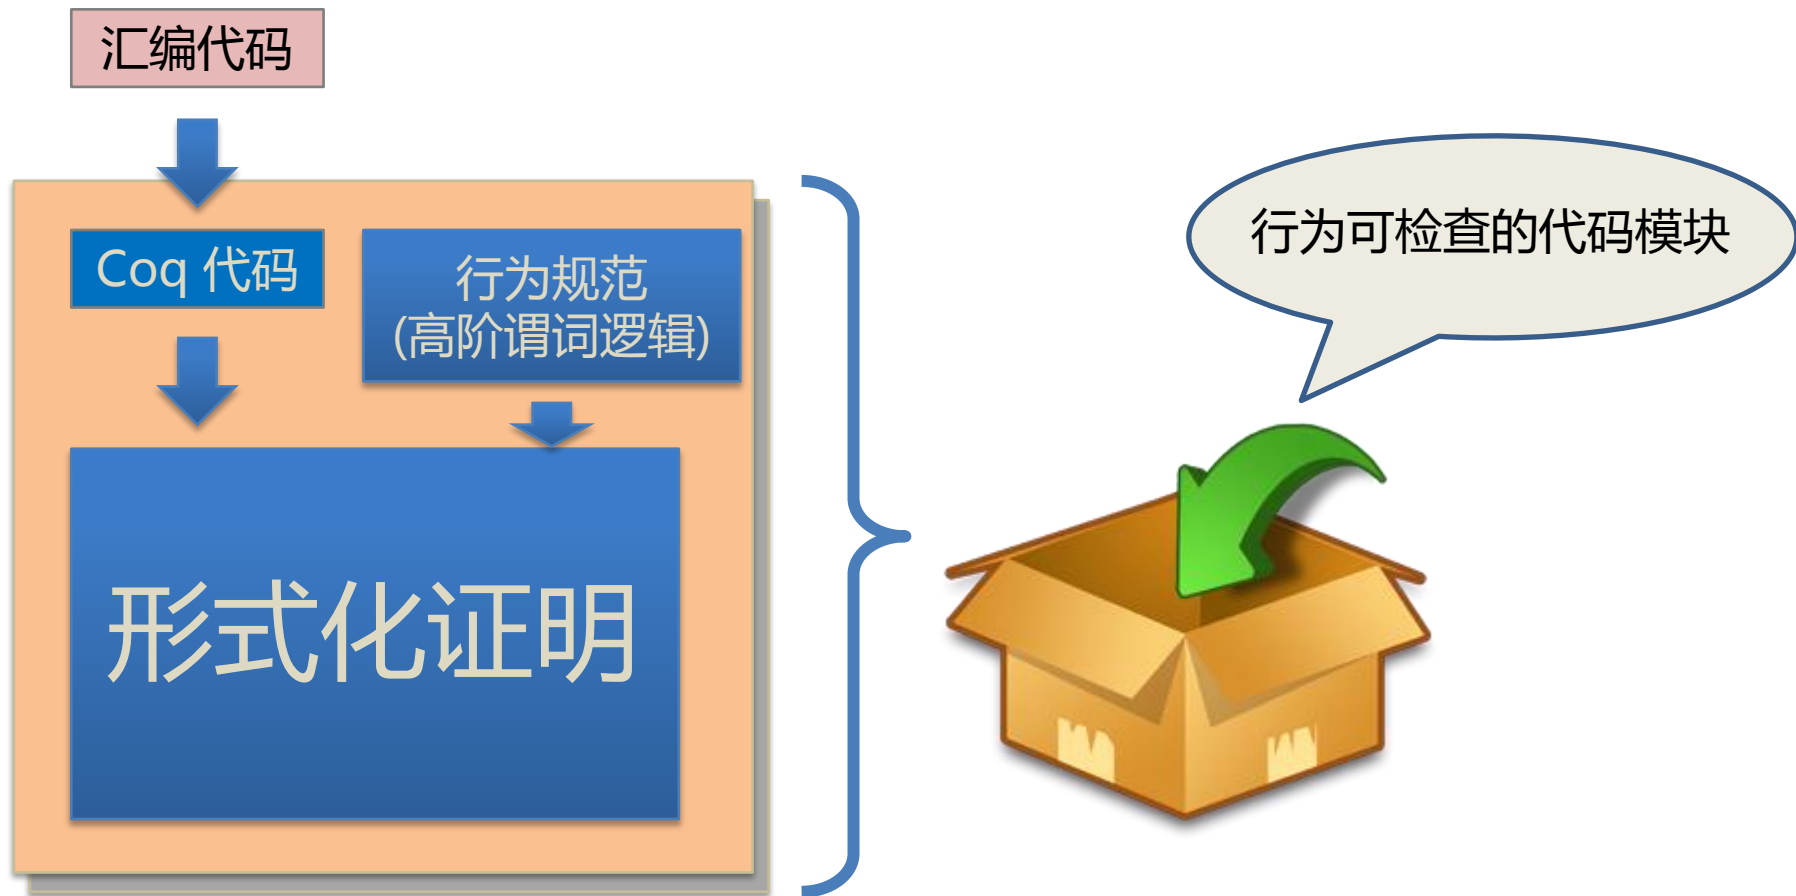 汇编代码
Coq 代码
行为规范
(高阶谓词逻辑)
形式化证明
行为可检查的代码模块